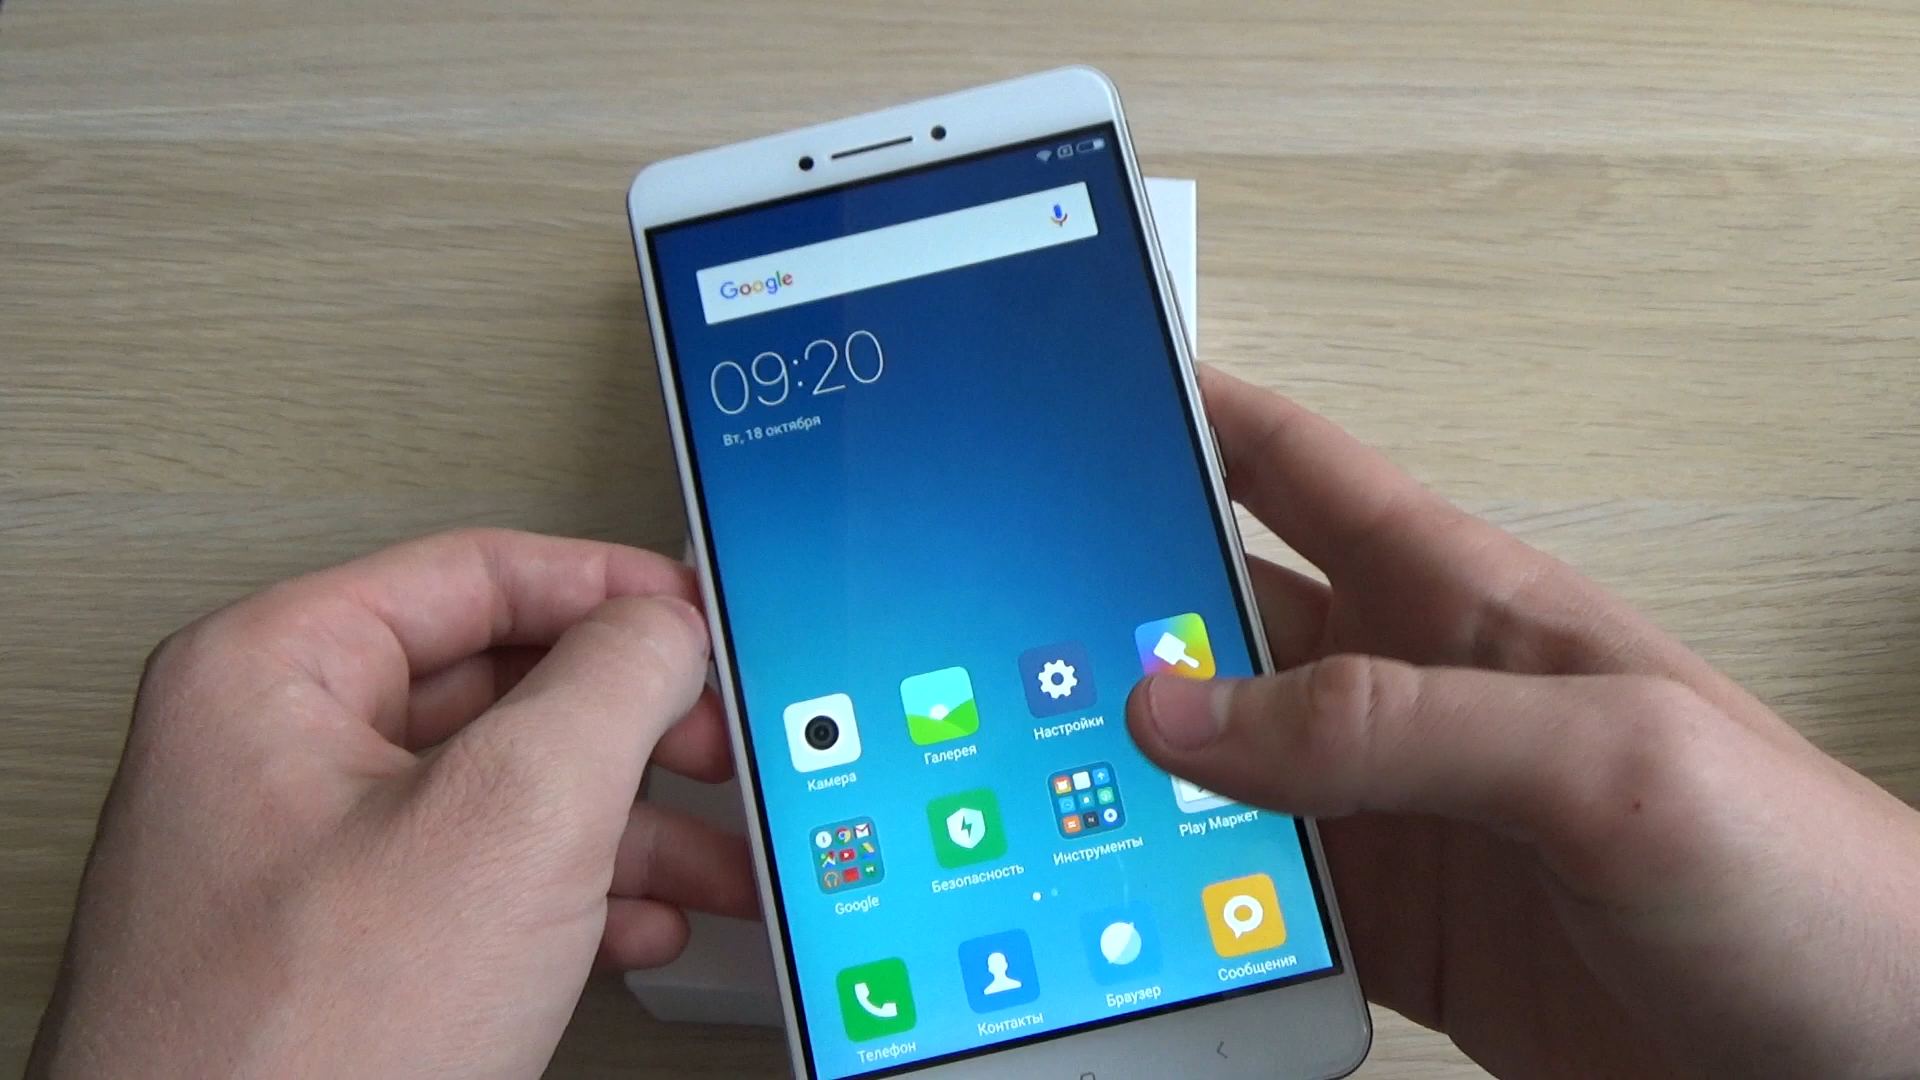 Google
09:20
Вт, 18 октября
Камера
Галерея
Настройки
Google
Безопасность
Инструменты
Play Маркет
Телефон
Контакты
Браузер
Сообщения